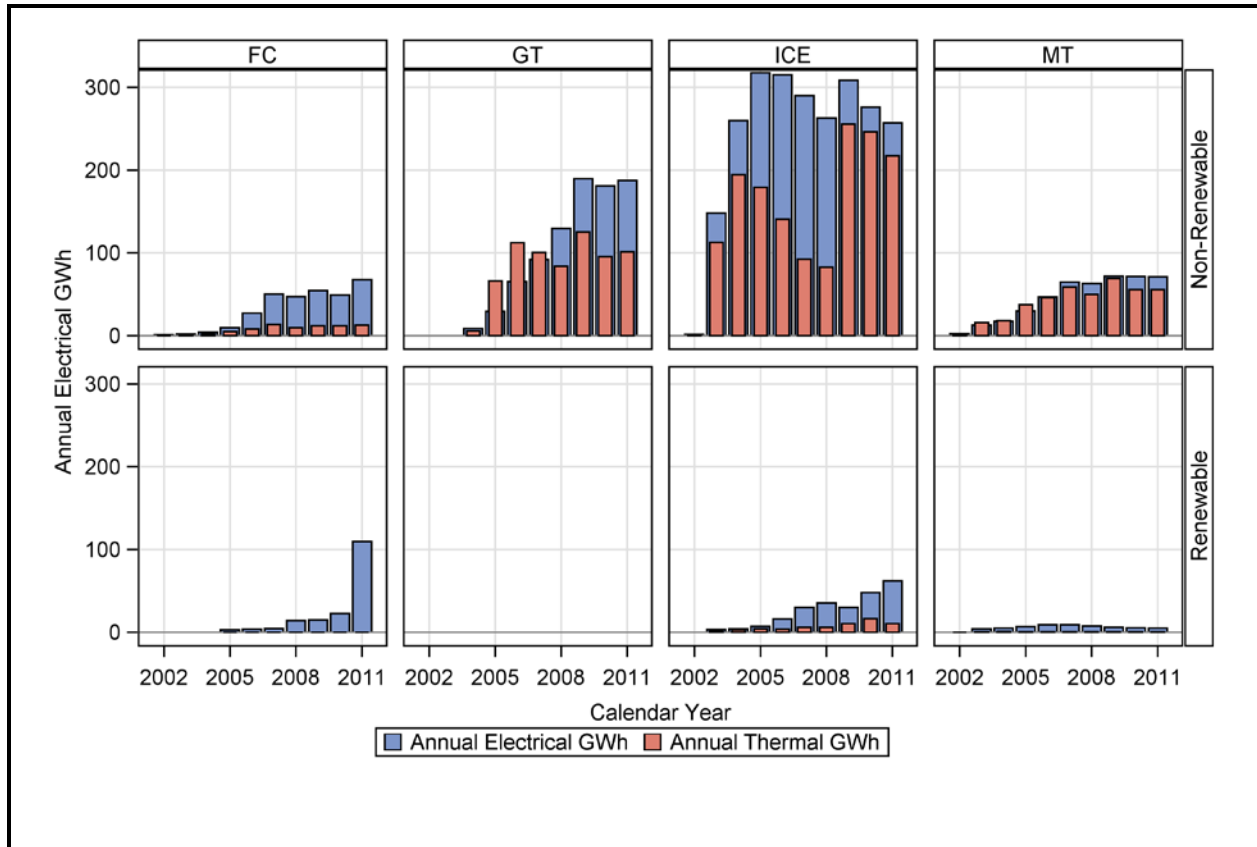 FC GT ICE MT
300
200
100
0
Non-Renewable
300
200
100
0
Renewable
Annual Electrical GWh
2002 2005 2008 2011 2002 2005 2008 2011 2002 2005 2008 2011 2002 2005 2008 2011
Calendar Year
Annual Electrical GWh Annual Thermal GWh